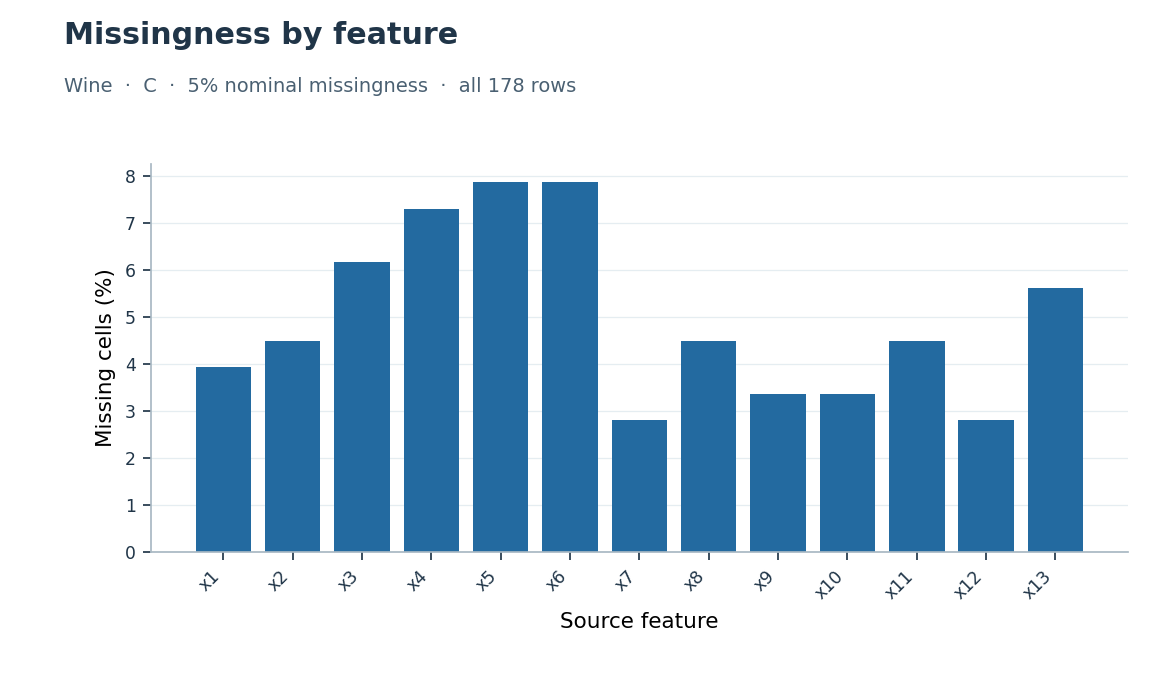 Missingness by feature
Wine · C · 5% nominal missingness · all 178 rows
8
7
6
5
4
3
2
1
0
Missing cells (%)
x1 x2 x3 x4 x5 x6 x7 x8 x9 x10 x11 x12 x13
Source feature